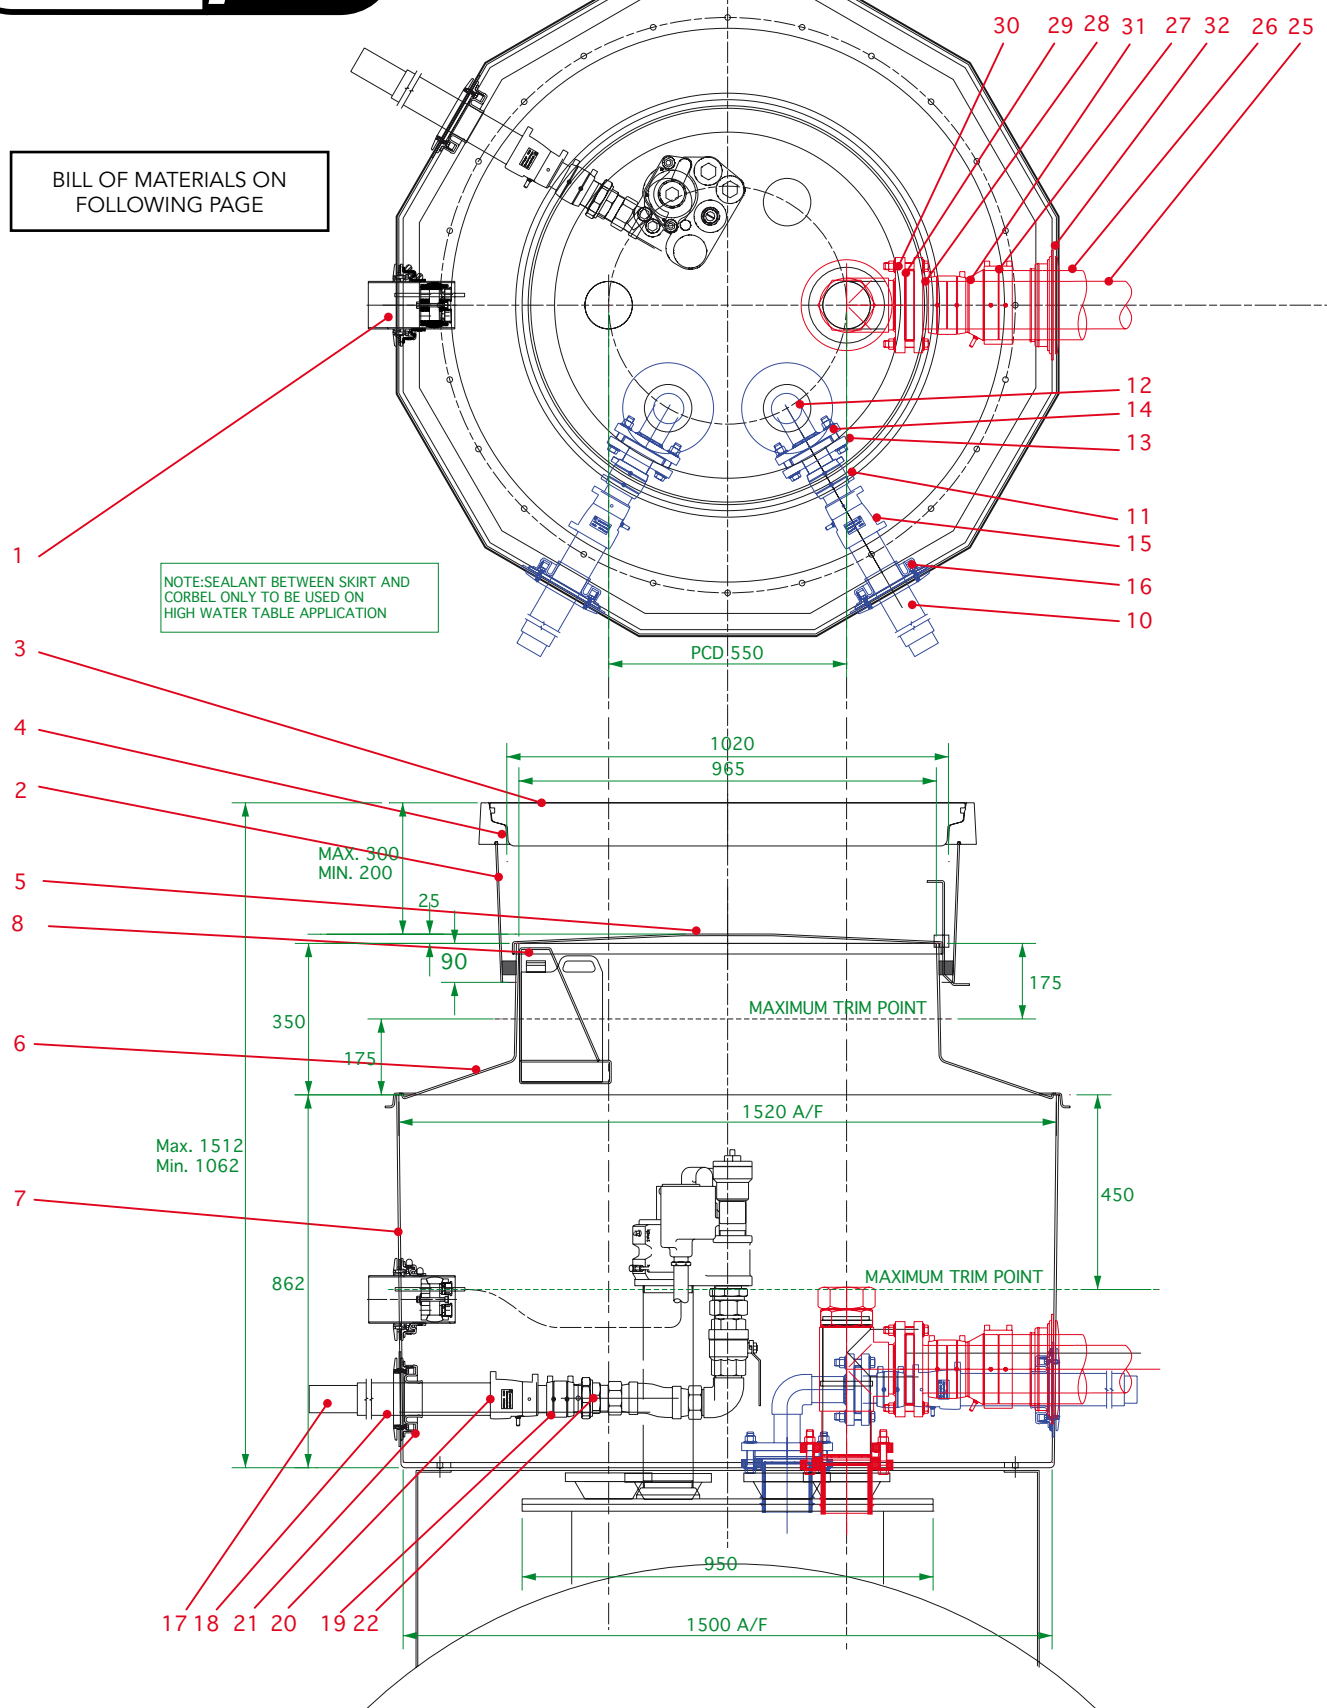 30 29 28 31 27 32 26 25
BILL OF MATERIALS ON
FOLLOWING PAGE
12
14
13
11
15
16
10
1
NOTE:SEALANT BETWEEN SKIRT AND
CORBEL ONLY TO BE USED ON
HIGH WATER TABLE APPLICATION
PCD 550
3
4
2
5
8
6
7
1020
965
MAX. 300
MIN. 200
25
90
175
MAXIMUM TRIM POINT
350
175
1520 A/F
Max. 1512
Min. 1062
450
862
MAXIMUM TRIM POINT
950
17 18 21 20 19 22
1500 A/F